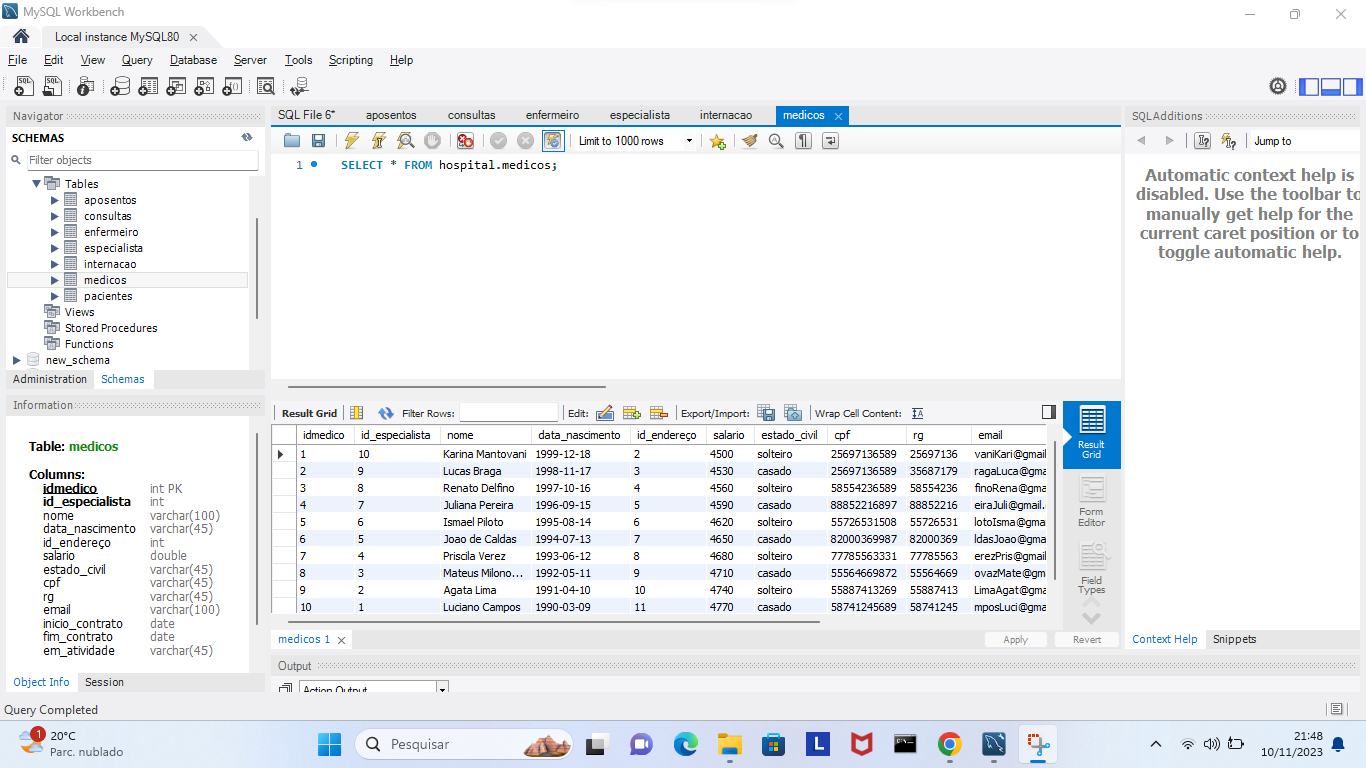 MySQL Workbench
Local instance MySQL80
File Edit View Query Database Server Tools Scripting Help
Navigator
SCHEMAS
Filter objects
Tables
aposentos
consultas
enfermeiro
especialista
internacao
medicos
pacientes
Views
Stored Procedures
Functions
new_schema
Administration Schemas
Information
Table: medicos
Columns:
idmedico int PK
id_especialista int
nome varchar(100)
data_nascimento varchar(45)
id_endereço int
salario double
estado_civil varchar(45)
cpf varchar(45)
rg varchar(45)
email varchar(100)
inicio_contrato date
fim_contrato date
em_atividade varchar(45)
Object Info Session
SQL File 6* aposentos consultas enfermeiro especialista internacao medicos
Limit to 1000 rows
1 SELECT * FROM hospital.medicos;
Result Grid Filter Rows: Edit: Export/Import: Wrap Cell Content:
idmedico id_especialista nome data_nascimento id_endereço salario estado_civil cpf rg email
1 10 Karina Mantovani 1999-12-18 2 4500 solteiro 25697136589 25697136 vaniKari@gmai
2 9 Lucas Braga 1998-11-17 3 4530 casado 25697136589 35687179 ragaLuca@gmai
3 8 Renato Delfino 1997-10-16 4 4560 solteiro 58554236589 58554236 finoRena@gma
4 7 Juliana Pereira 1996-09-15 5 4590 casado 88852216897 88852216 eiraJuli@gmail.
5 6 Ismael Piloto 1995-08-14 6 4620 solteiro 55726531508 55726531 lotoIsma@gma
6 5 Joao de Caldas 1994-07-13 7 4650 casado 82000369987 82000369 ldasJoao@gma
7 4 Priscila Verez 1993-06-12 8 4680 solteiro 77785563331 77785563 erezPris@gmail
8 3 Mateus Milono... 1992-05-11 9 4710 casado 55564669872 55564669 ovazMate@gm
9 2 Agata Lima 1991-04-10 10 4740 solteiro 55887413269 55887413 LimaAgat@gma
10 1 Luciano Campos 1990-03-09 11 4770 casado 58741245689 58741245 mposLuci@gma
Result
Grid
Form
Editor
Field
Types
medicos 1
Apply Revert
Output
Action Output
SQLAdditions
Jump to
Automatic context help is
disabled. Use the toolbar to
manually get help for the
current caret position or to
toggle automatic help.
Context Help Snippets
Query Completed
1
20°C
Parc. nublado
Pesquisar
21:48
10/11/2023